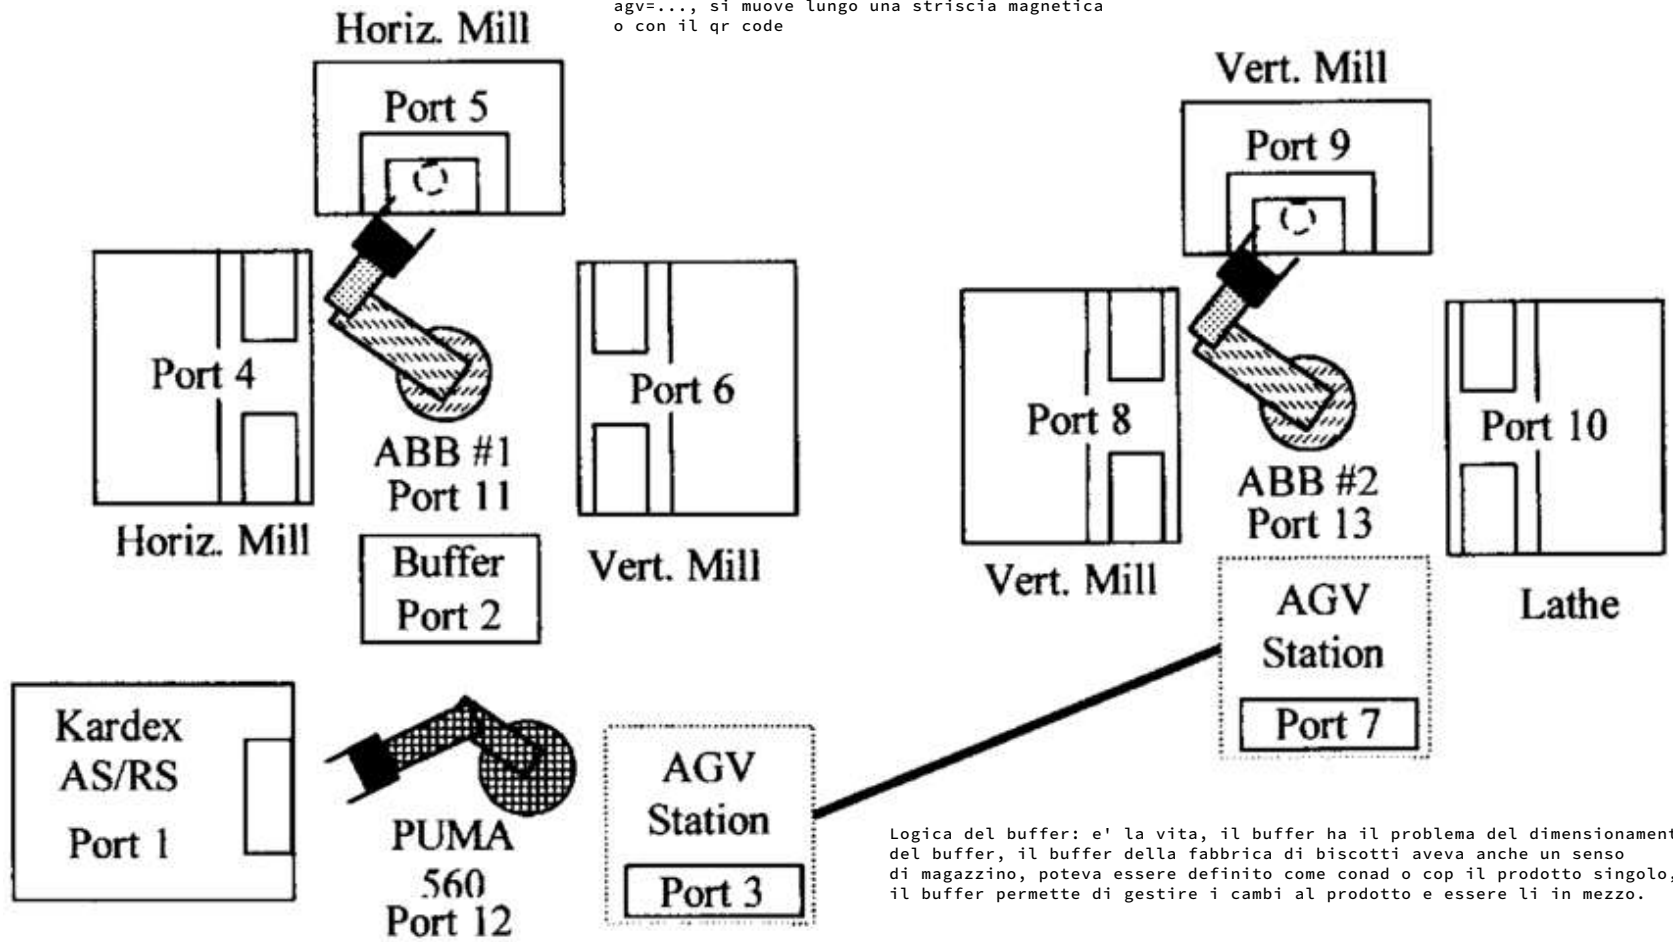 agv=..., si muove lungo una striscia magnetica
o con il qr code
Horiz. Mill
Port 5
Vert. Mill
Port 9
Port 4
Horiz. Mill
ABB #1
Port 11
Port 6
Vert. Mill
Buffer
Port 2
Port 8
Vert. Mill
ABB #2
Port 13
Port 10
Lathe
AGV
Station
Port 7
Kardex
AS/RS
Port 1
PUMA
560
Port 12
AGV
Station
Port 3
Logica del buffer: e' la vita, il buffer ha il problema del dimensionament
del buffer, il buffer della fabbrica di biscotti aveva anche un senso
di magazzino, poteva essere definito come conad o cop il prodotto singolo,
il buffer permette di gestire i cambi al prodotto e essere li in mezzo.